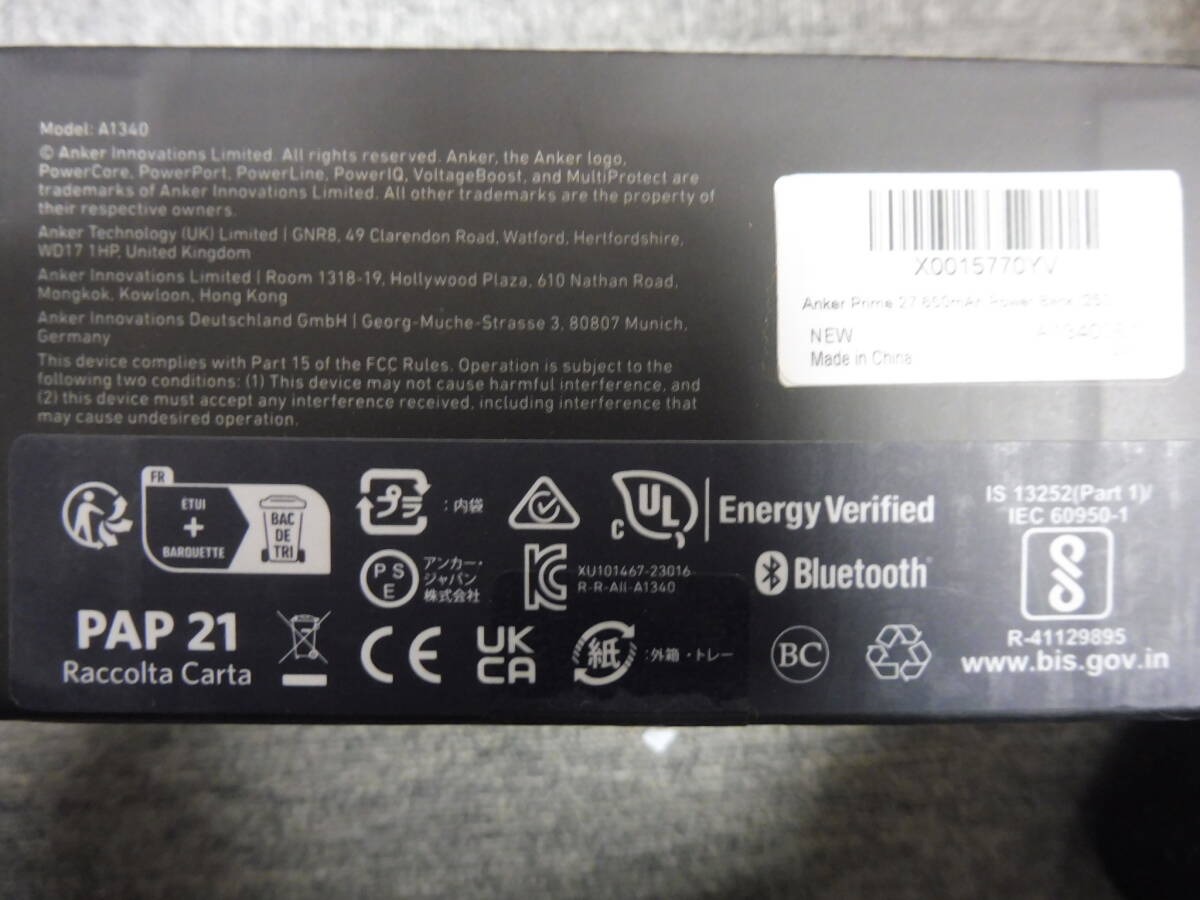 Model: A1340
© Anker Innovations Limited. All rights reserved. Anker, the Anker logo,
PowerCore, PowerPort, PowerLine, PowerIQ, VoltageBoost, and MultiProtect are
trademarks of Anker Innovations Limited. All other trademarks are the property of
their respective owners.
Anker Technology (UK) Limited | GNR8, 49 Clarendon Road, Watford, Hertfordshire,
WD17 1HP, United Kingdom
Anker Innovations Limited | Room 1318-19, Hollywood Plaza, 610 Nathan Road,
Mongkok, Kowloon, Hong Kong
Anker Innovations Deutschland GmbH | Georg-Muche-Strasse 3, 80807 Munich,
Germany
This device complies with Part 15 of the FCC Rules. Operation is subject to the
following two conditions: (1) This device may not cause harmful interference, and
(2) this device must accept any interference received, including interference that
may cause undesired operation.
X0015770YV
Anker Prime 27,650mAh Power Bank
NEW
Made in China
FR
ÉTUI
+
BARQUETTE
BAC
DE
TRI
プラ
:内袋
C UL
Energy Verified
IS 13252(Part 1)/
IEC 60950-1
PSE
アンカー・
ジャパン
株式会社
XU101467-23016
R-R-All-A1340
Bluetooth
R-41129895
www.bis.gov.in
PAP 21
Raccolta Carta
CE
UK
CA
紙
:外箱・トレー
BC